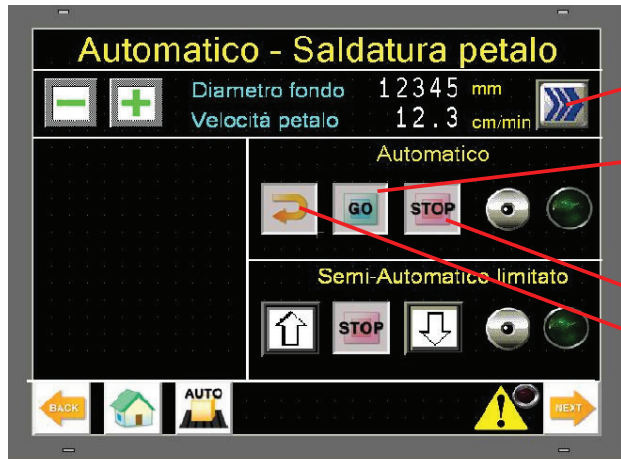 Automatico - Saldatura petalo
Diametro fondo 12345 mm
Velocitá petalo 12.3 cm/min
Automatico
GO STOP
Semi-Automatico limitato
STOP
BACK AUTO NEXT